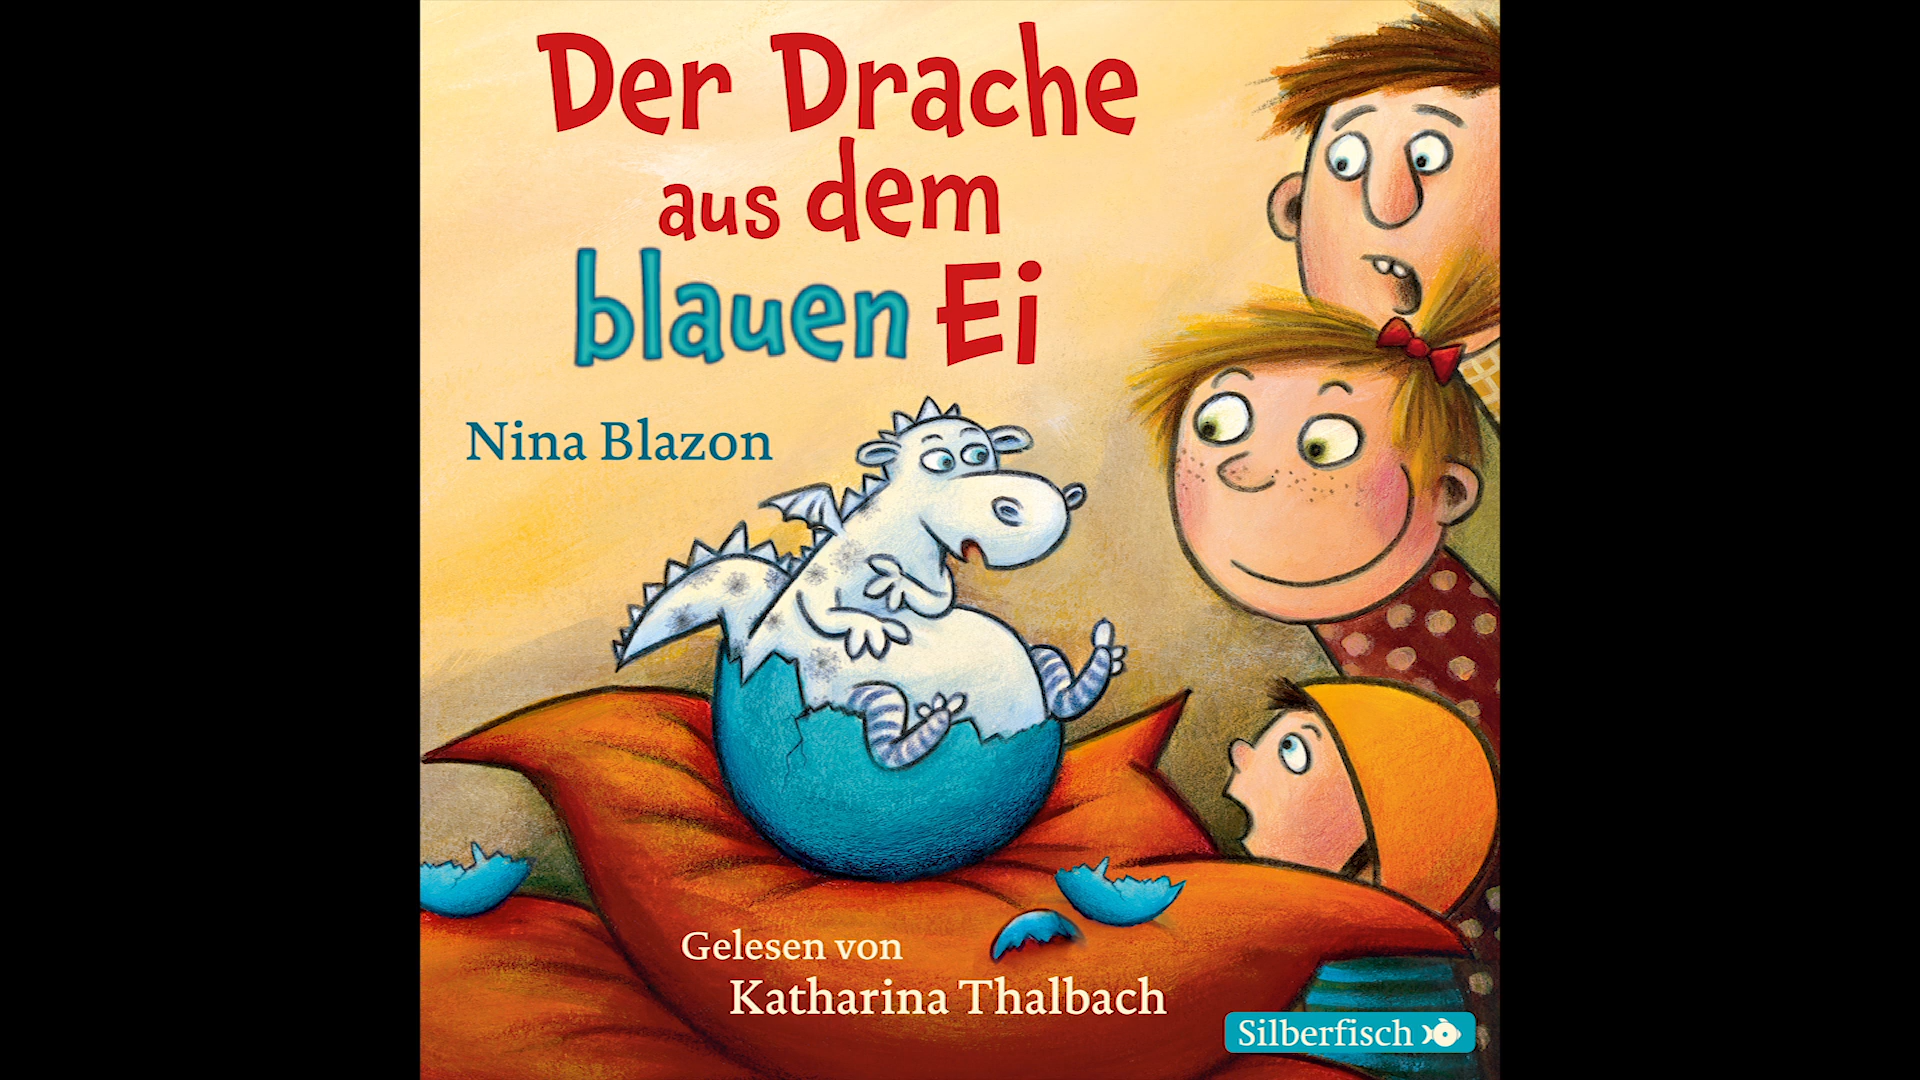 Der Drache
aus dem
blauen Ei
Nina Blazon
Gelesen von
Katharina Thalbach
Silberfisch